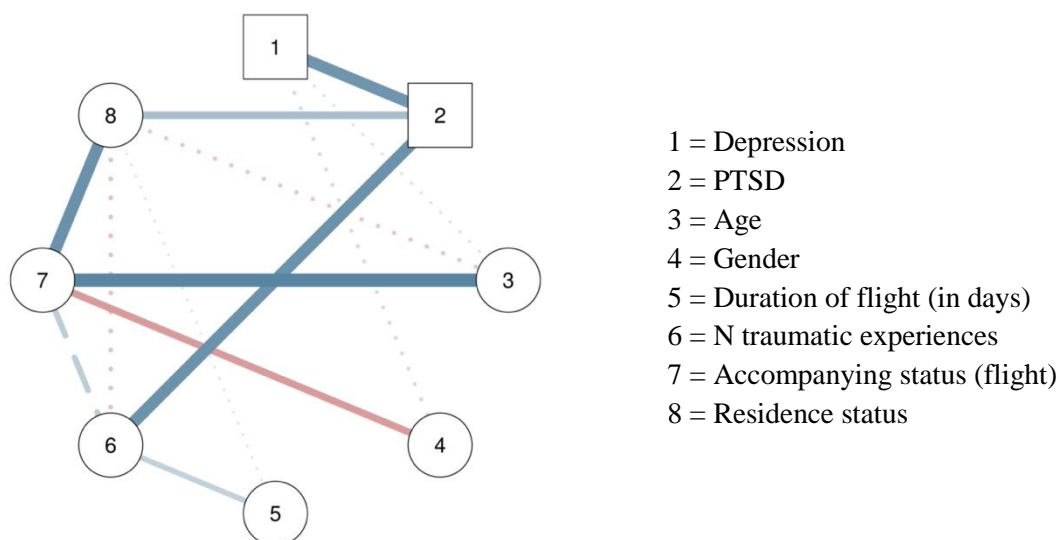 1
2
8
7
3
6
4
5
1 = Depression
2 = PTSD
3 = Age
4 = Gender
5 = Duration of flight (in days)
6 = N traumatic experiences
7 = Accompanying status (flight)
8 = Residence status